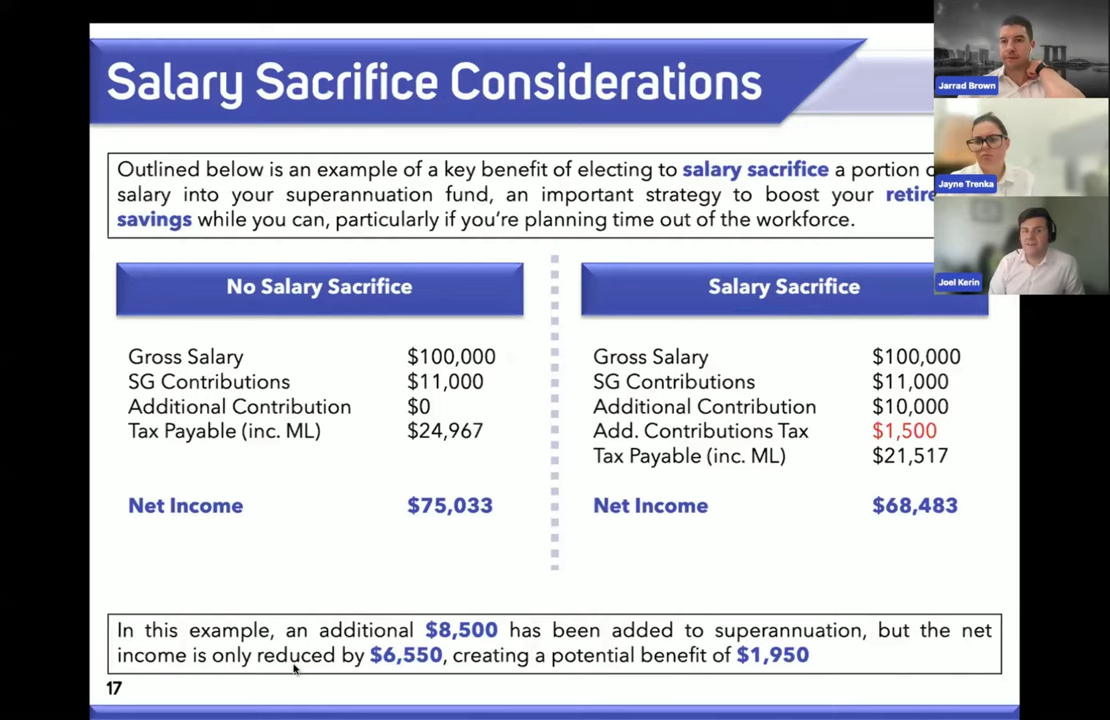 Salary Sacrifice Considerations
Outlined below is an example of a key benefit of electing to salary sacrifice a portion
salary into your superannuation fund, an important strategy to boost your
savings while you can, particularly if you're planning time out of the workforce.
No Salary Sacrifice
Gross Salary $100,000
SG Contributions $11,000
Additional Contribution $0
Tax Payable (inc. ML) $24,967
Net Income $75,033
Salary Sacrifice
Gross Salary $100,000
SG Contributions $11,000
Additional Contribution $10,000
Add. Contributions Tax $1,500
Tax Payable (inc. ML) $21,517
Net Income $68,483
In this example, an additional $8,500 has been added to superannuation, but the net
income is only reduced by $6,550, creating a potential benefit of $1,950
17
Jarrad Brown
Jayne Trenka
Joel Kerin